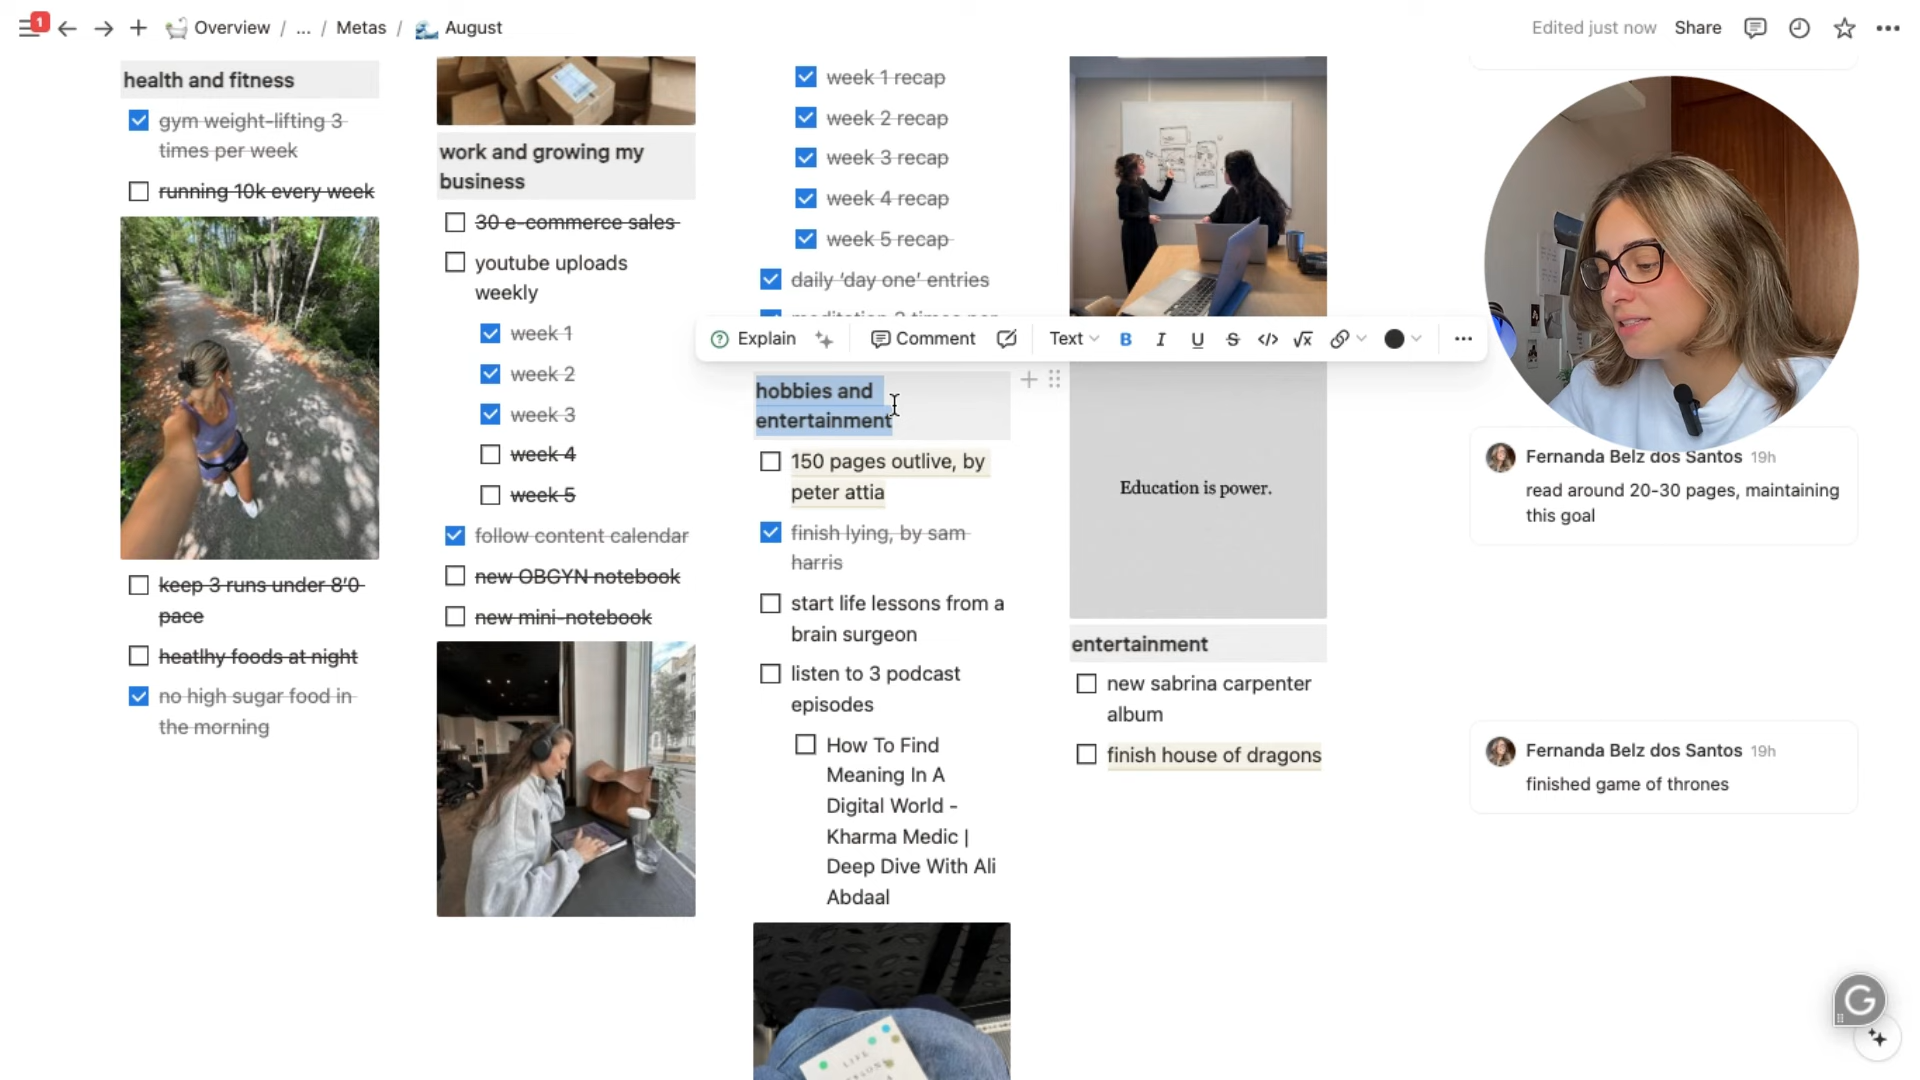 1
Overview / ... / Metas / August
Edited just now
Share
health and fitness
gym weight-lifting 3
times per week
running 10k every week
keep 3 runs under 8'0
pace
heatlhy foods at night
no high sugar food in
the morning
work and growing my
business
30 e-commerce sales
youtube uploads
weekly
week 1
week 2
week 3
week 4
week 5
follow content calendar
new OBGYN notebook
new mini-notebook
week 1 recap
week 2 recap
week 3 recap
week 4 recap
week 5 recap
daily 'day one' entries
Explain
Comment
Text
B I U S </> √x
hobbies and
entertainment
150 pages outlive, by
peter attia
finish lying, by sam
harris
start life lessons from a
brain surgeon
listen to 3 podcast
episodes
How To Find
Meaning In A
Digital World -
Kharma Medic |
Deep Dive With Ali
Abdaal
LIFE
Education is power.
entertainment
new sabrina carpenter
album
finish house of dragons
Fernanda Belz dos Santos 19h
read around 20-30 pages, maintaining
this goal
Fernanda Belz dos Santos 19h
finished game of thrones
G